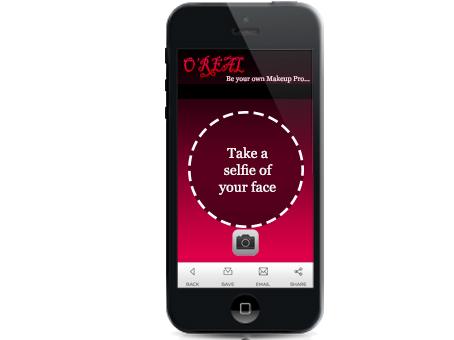 O'REAL
Be your own Makeup Pro...
Take a
selfie of
your face
BACK SAVE EMAIL SHARE